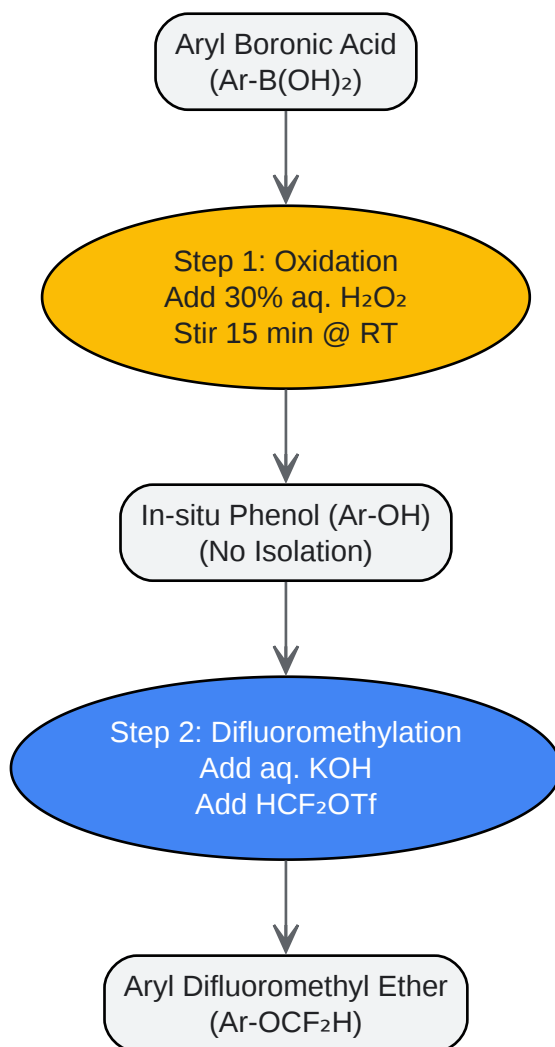 Aryl Boronic Acid
(Ar-B(OH)₂)
Step 1: Oxidation
Add 30% aq. H₂O₂
Stir 15 min @ RT
In-situ Phenol (Ar-OH)
(No Isolation)
Step 2: Difluoromethylation
Add aq. KOH
Add HCF₂OTf
Aryl Difluoromethyl Ether
(Ar-OCF₂H)